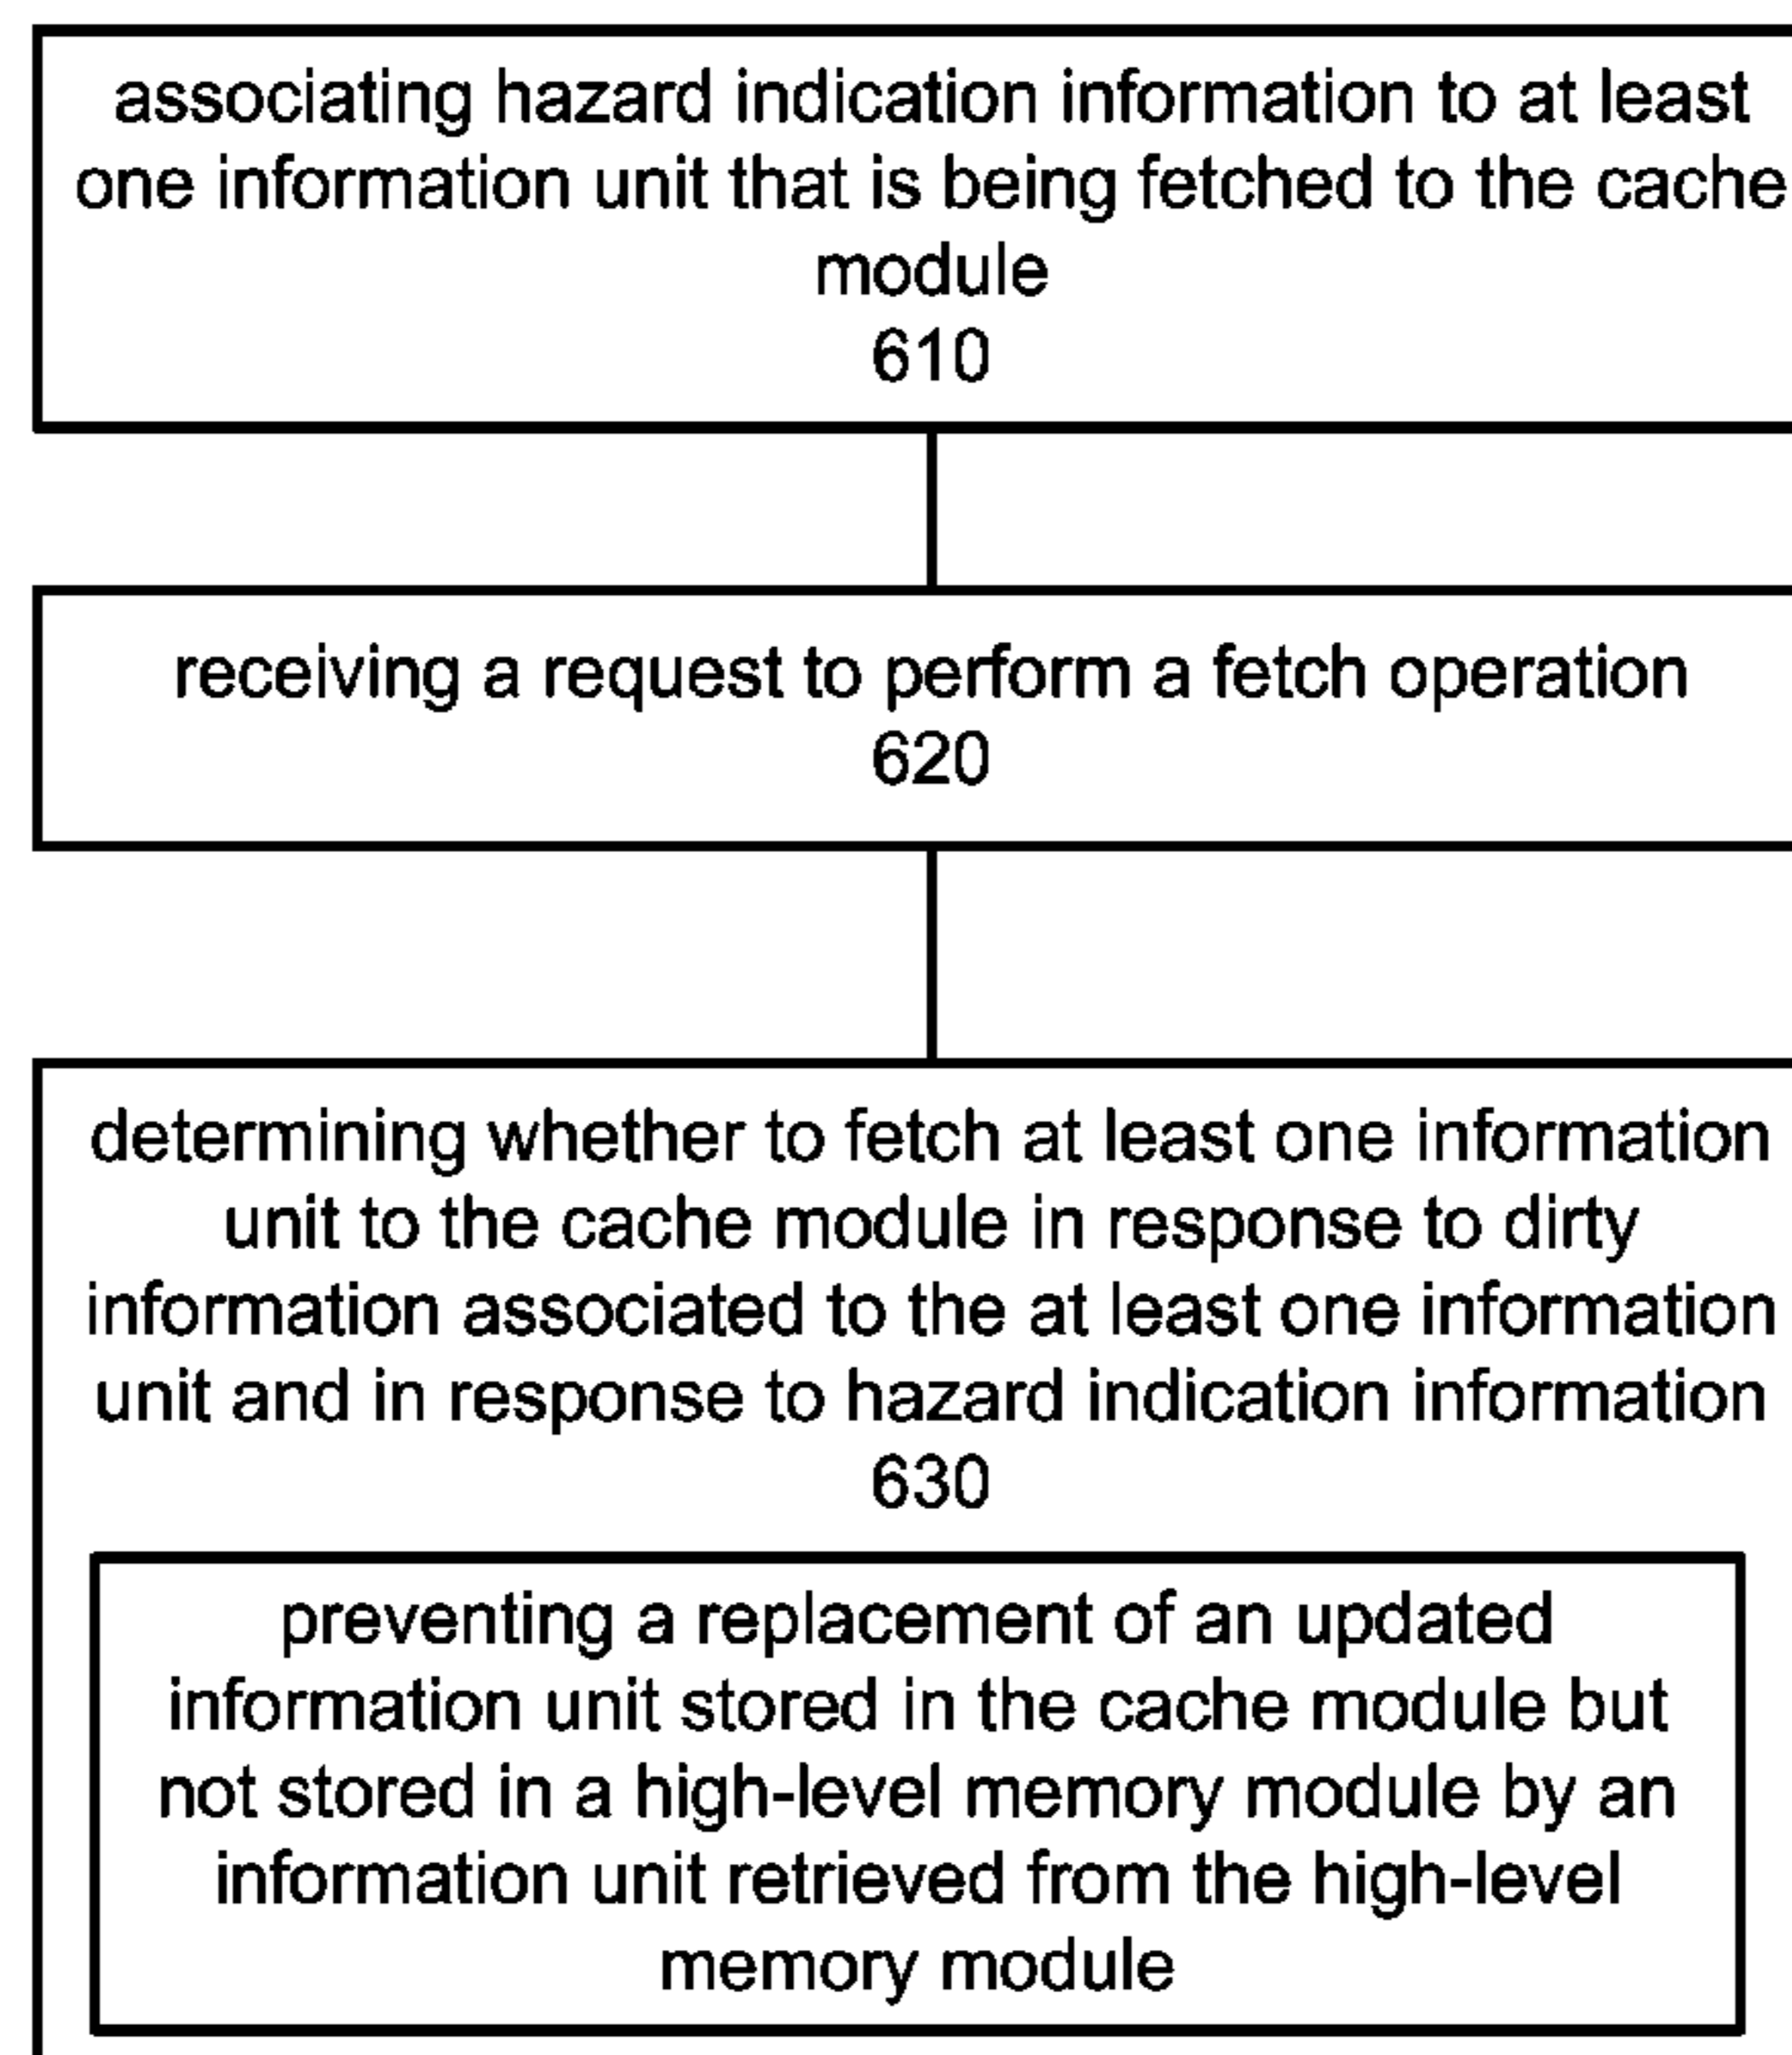 associating hazard indication information to at least
one information unit that is being fetched to the cache
module
610
receiving a request to perform a fetch operation
620
determining whether to fetch at least one information
unit to the cache module in response to dirty
information associated to the at least one information
unit and in response to hazard indication information
630
preventing a replacement of an updated
information unit stored in the cache module but
not stored in a high-level memory module by an
information unit retrieved from the high-level
memory module